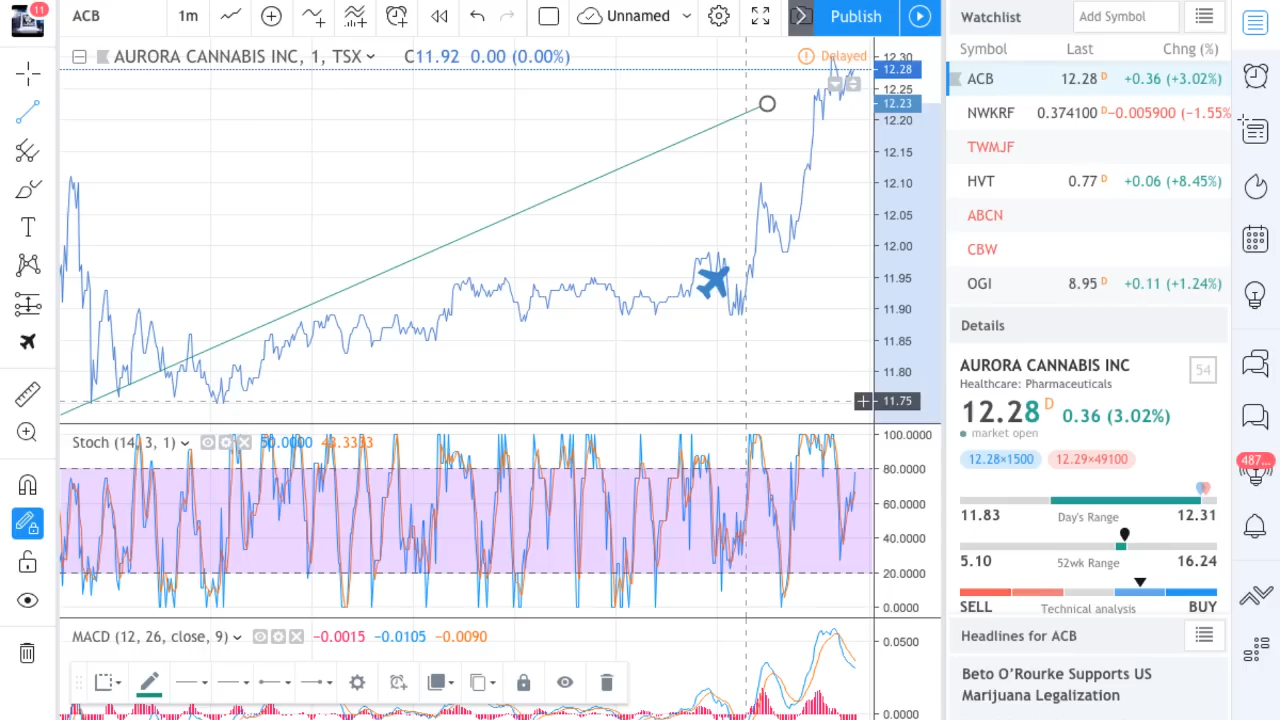 11
ACB
1m
Unnamed
Publish
AURORA CANNABIS INC, 1, TSX
C11.92 0.00 (0.00%)
Delayed
12.30
12.28
12.25
12.23
12.20
12.15
12.10
12.05
12.00
11.95
11.90
11.85
11.80
11.75
Stoch (14, 3, 1)
100.0000
80.0000
60.0000
40.0000
20.0000
0.0000
MACD (12, 26, close, 9)
−0.0015 −0.0105 −0.0090
0.0500
0.0000
Watchlist
Add Symbol
Symbol Last Chng (%)
ACB 12.28 D +0.36 (+3.02%)
NWKRF 0.374100 D −0.005900 (−1.55%
TWMJF
HVT 0.77 D +0.06 (+8.45%)
ABCN
CBW
OGI 8.95 D +0.11 (+1.24%)
Details
AURORA CANNABIS INC
54
Healthcare: Pharmaceuticals
12.28 D 0.36 (3.02%)
market open
12.28×1500 12.29×49100
11.83 Day's Range 12.31
5.10 52wk Range 16.24
SELL Technical analysis BUY
Headlines for ACB
Beto O'Rourke Supports US
Marijuana Legalization
487...